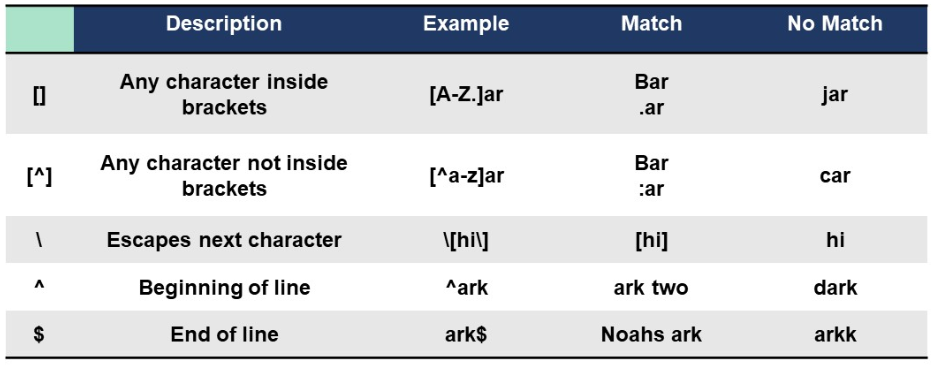 Description Example Match No Match
[] Any character inside brackets [A-Z.]ar Bar .ar jar
[^] Any character not inside brackets [^a-z]ar Bar :ar car
\ Escapes next character \[hi\] [hi] hi
^ Beginning of line ^ark ark two dark
$ End of line ark$ Noahs ark arkk